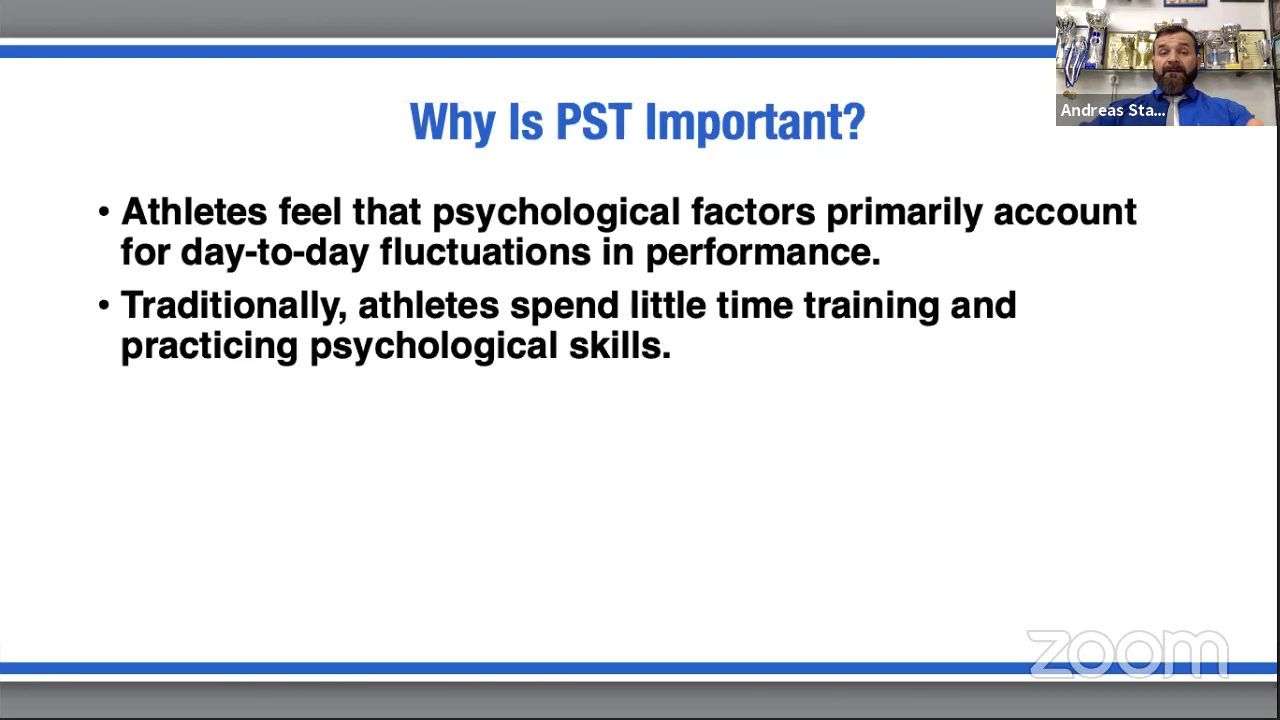 Why Is PST Important?
Andreas Sta...
• Athletes feel that psychological factors primarily account
for day-to-day fluctuations in performance.
• Traditionally, athletes spend little time training and
practicing psychological skills.
zoom